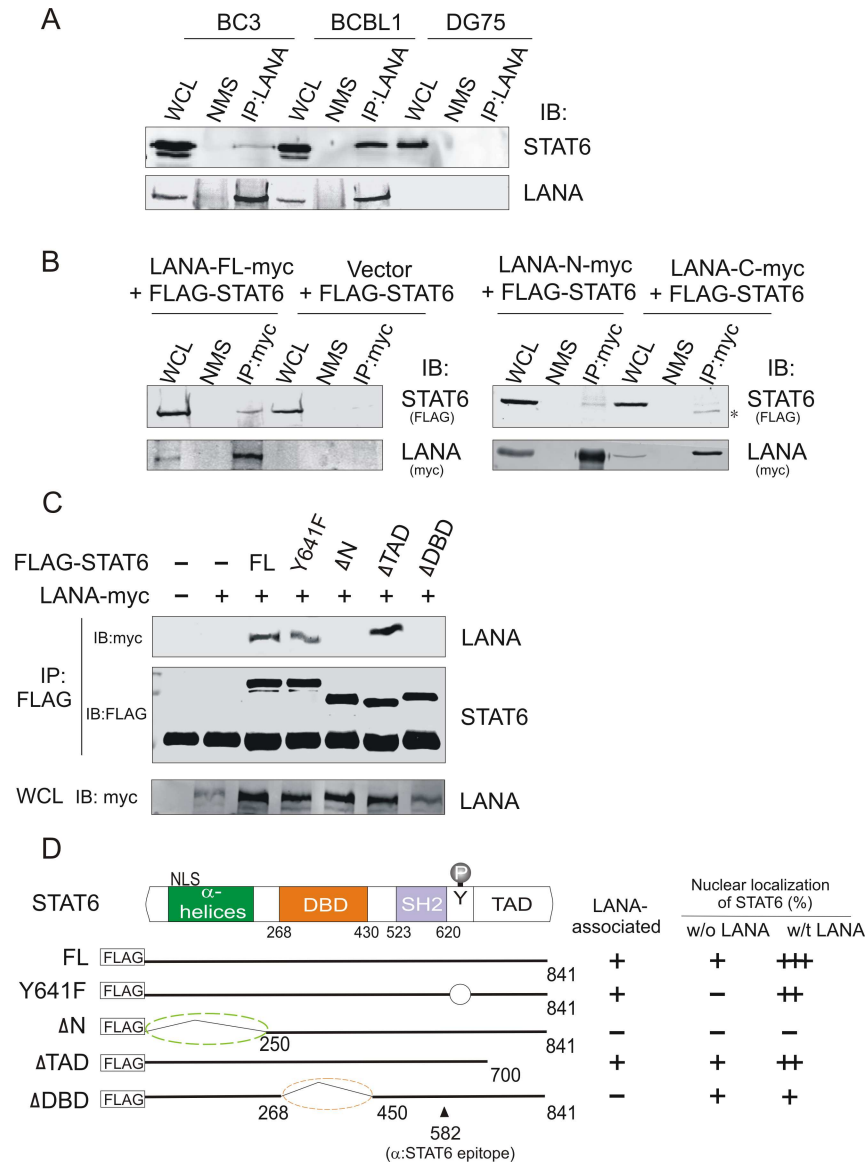 A
BC3 BCBL1 DG75
WCL NMS IP:LANA WCL NMS IP:LANA WCL NMS IP:LANA
IB:
STAT6
LANA
B
LANA-FL-myc + FLAG-STAT6
Vector + FLAG-STAT6
LANA-N-myc + FLAG-STAT6
LANA-C-myc + FLAG-STAT6
WCL NMS IP:myc WCL NMS IP:myc
IB:
STAT6
(FLAG)
LANA
(myc)
WCL NMS IP:myc WCL NMS IP:myc
IB:
STAT6
(FLAG)
*
LANA
(myc)
C
FLAG-STAT6 – – FL Y641F ΔN ΔTAD ΔDBD
LANA-myc – + + + + + +
IP: FLAG
IB:myc LANA
IB:FLAG STAT6
WCL IB: myc LANA
D
STAT6
NLS
α-helices DBD SH2 P Y TAD
268 430 523 620
LANA-associated
Nuclear localization of STAT6 (%)
w/o LANA w/t LANA
FL FLAG 841 + + +++
Y641F FLAG 841 + – ++
ΔN FLAG 250 841 – – –
ΔTAD FLAG 700 + + ++
ΔDBD FLAG 268 450 841 – + +
582
(α:STAT6 epitope)